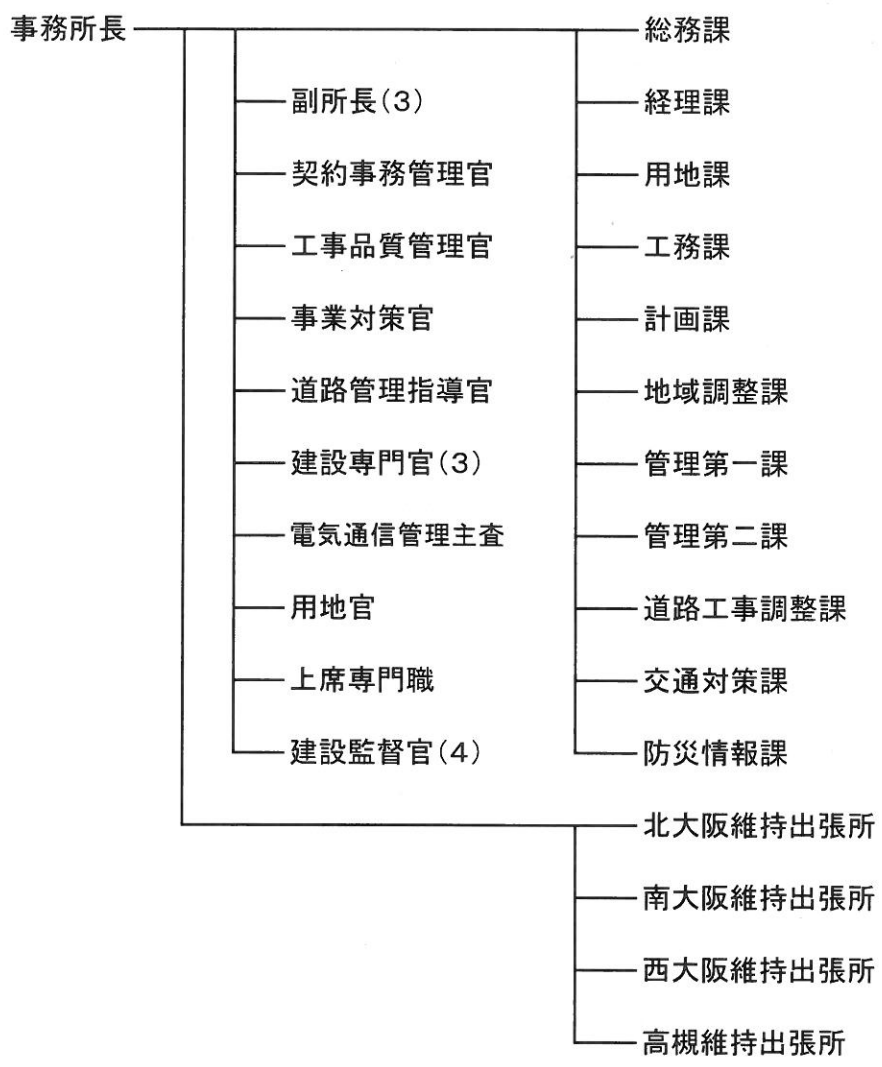 事務所長
副所長(3)
契約事務管理官
工事品質管理官
事業対策官
道路管理指導官
建設専門官(3)
電気通信管理主査
用地官
上席専門職
建設監督官(4)
総務課
経理課
用地課
工務課
計画課
地域調整課
管理第一課
管理第二課
道路工事調整課
交通対策課
防災情報課
北大阪維持出張所
南大阪維持出張所
西大阪維持出張所
高槻維持出張所